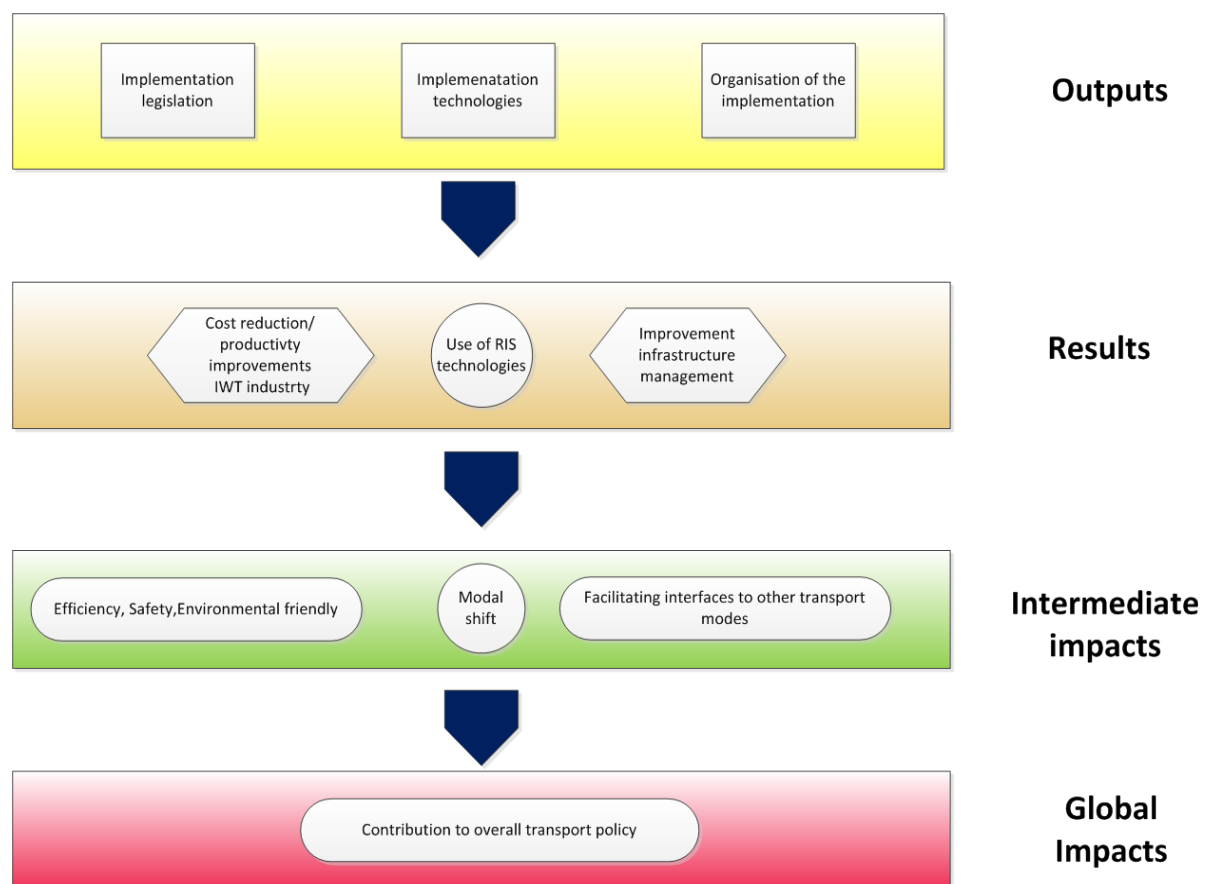 Implementation
legislation
Implemenatation
technologies
Organisation of the
implementation
Outputs
Cost reduction/
productivty
improvements
IWT industrty
Use of RIS
technologies
Improvement
infrastructure
management
Results
Efficiency, Safety,Environmental friendly
Modal
shift
Facilitating interfaces to other transport
modes
Intermediate
impacts
Contribution to overall transport policy
Global
Impacts